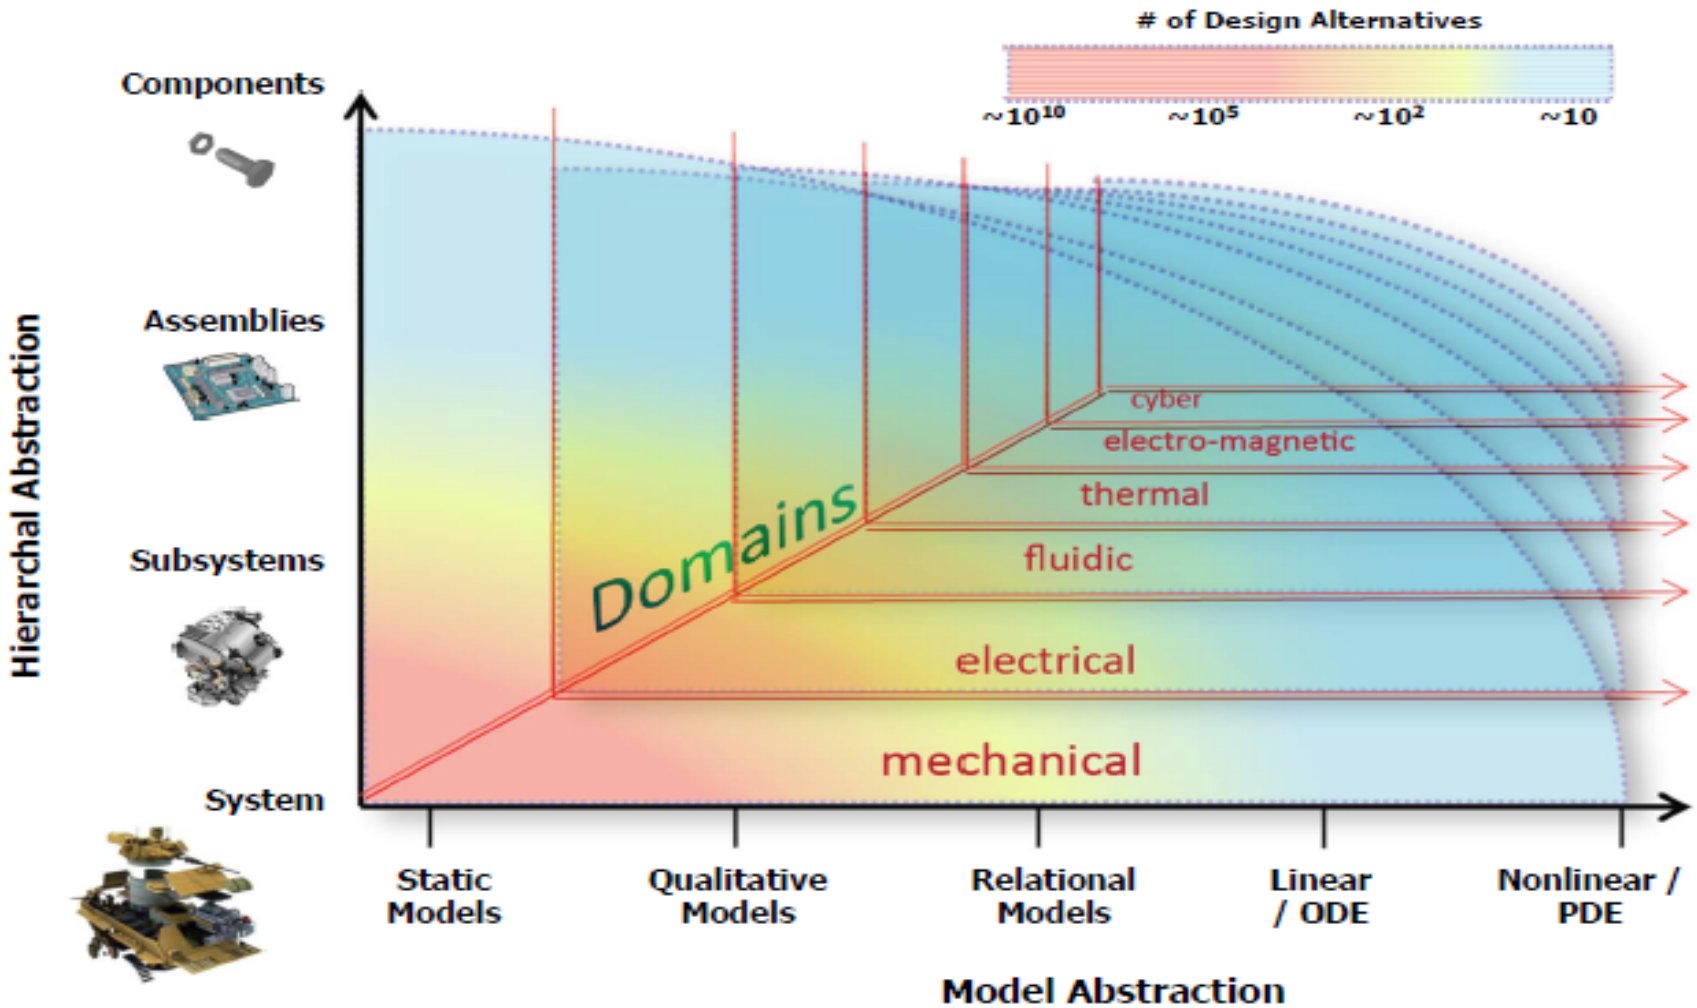 # of Design Alternatives
~10¹⁰ ~10⁵ ~10² ~10
Components
Assemblies
Subsystems
System
Hierarchal Abstraction
Domains
cyber
electro-magnetic
thermal
fluidic
electrical
mechanical
Static
Models
Qualitative
Models
Relational
Models
Linear
/ ODE
Nonlinear /
PDE
Model Abstraction